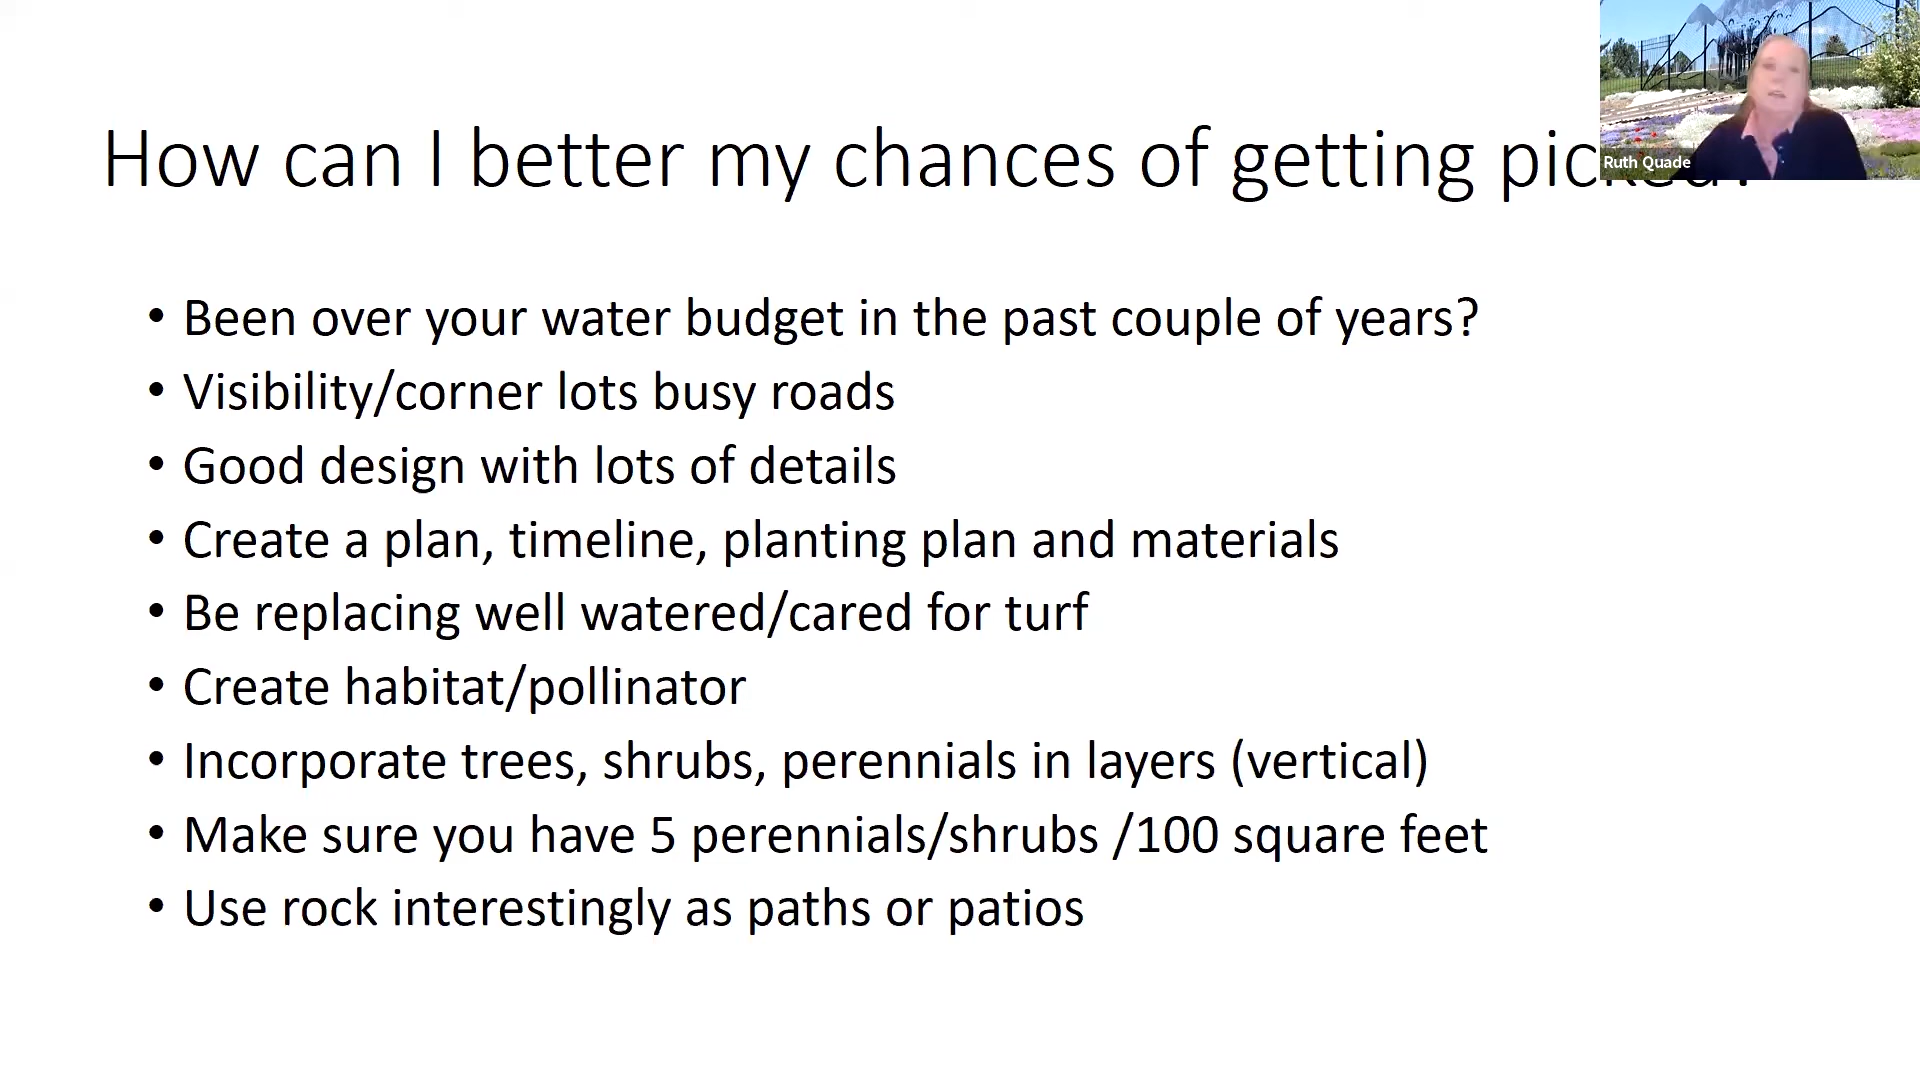 How can I better my chances of getting picked?
Ruth Quade
• Been over your water budget in the past couple of years?
• Visibility/corner lots busy roads
• Good design with lots of details
• Create a plan, timeline, planting plan and materials
• Be replacing well watered/cared for turf
• Create habitat/pollinator
• Incorporate trees, shrubs, perennials in layers (vertical)
• Make sure you have 5 perennials/shrubs /100 square feet
• Use rock interestingly as paths or patios